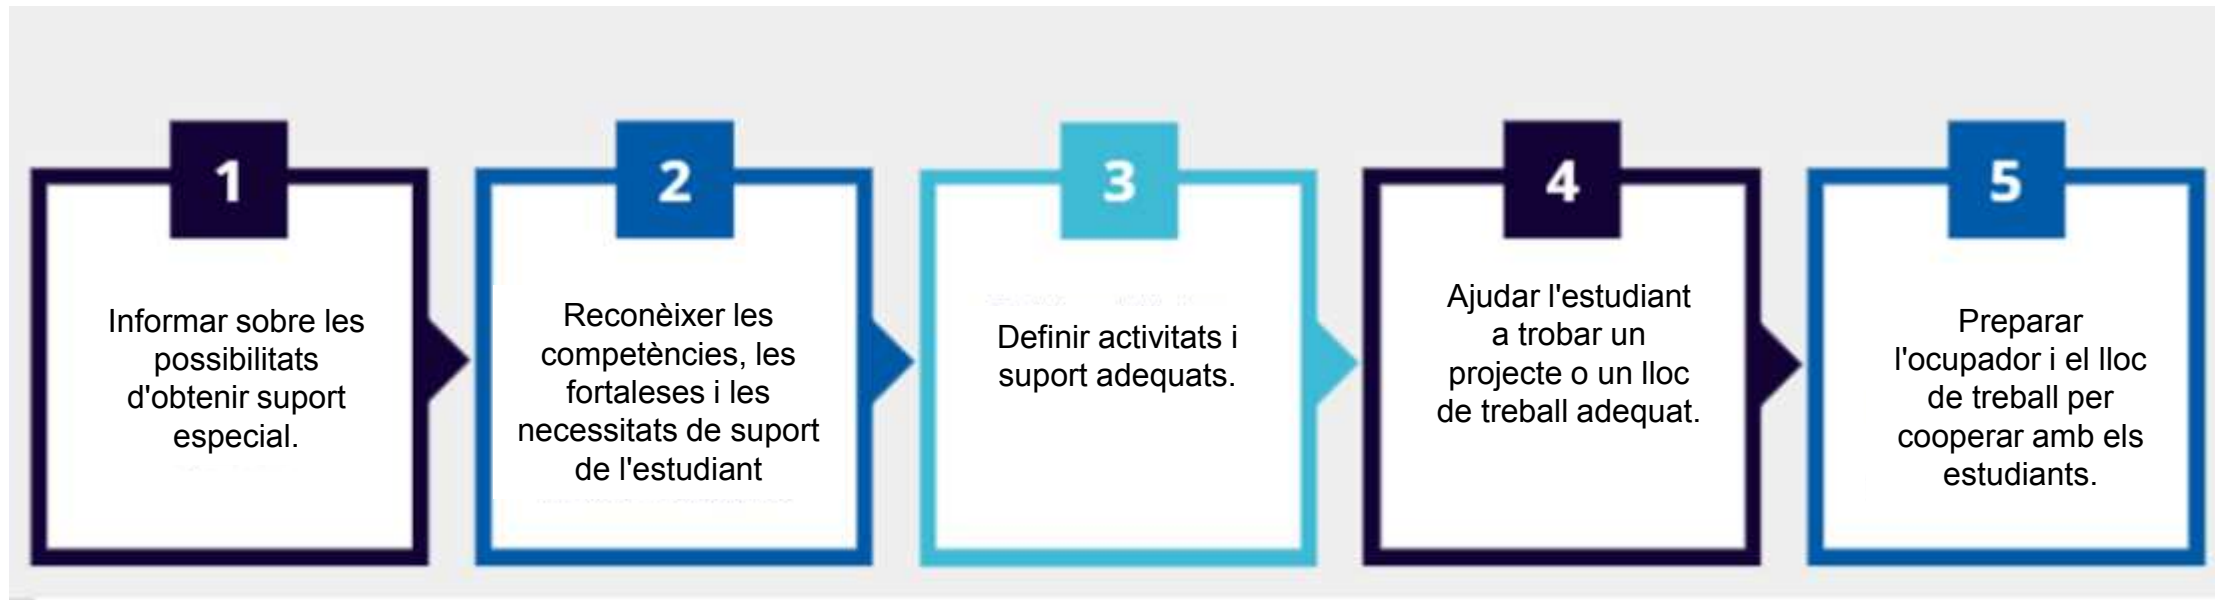 1
Informar sobre les
possibilitats
d'obtenir suport
especial.
2
Reconèixer les
competències, les
fortaleses i les
necessitats de suport
de l'estudiant
3
Definir activitats i
suport adequats.
4
Ajudar l'estudiant
a trobar un
projecte o un lloc
de treball adequat.
5
Preparar
l'ocupador i el lloc
de treball per
cooperar amb els
estudiants.